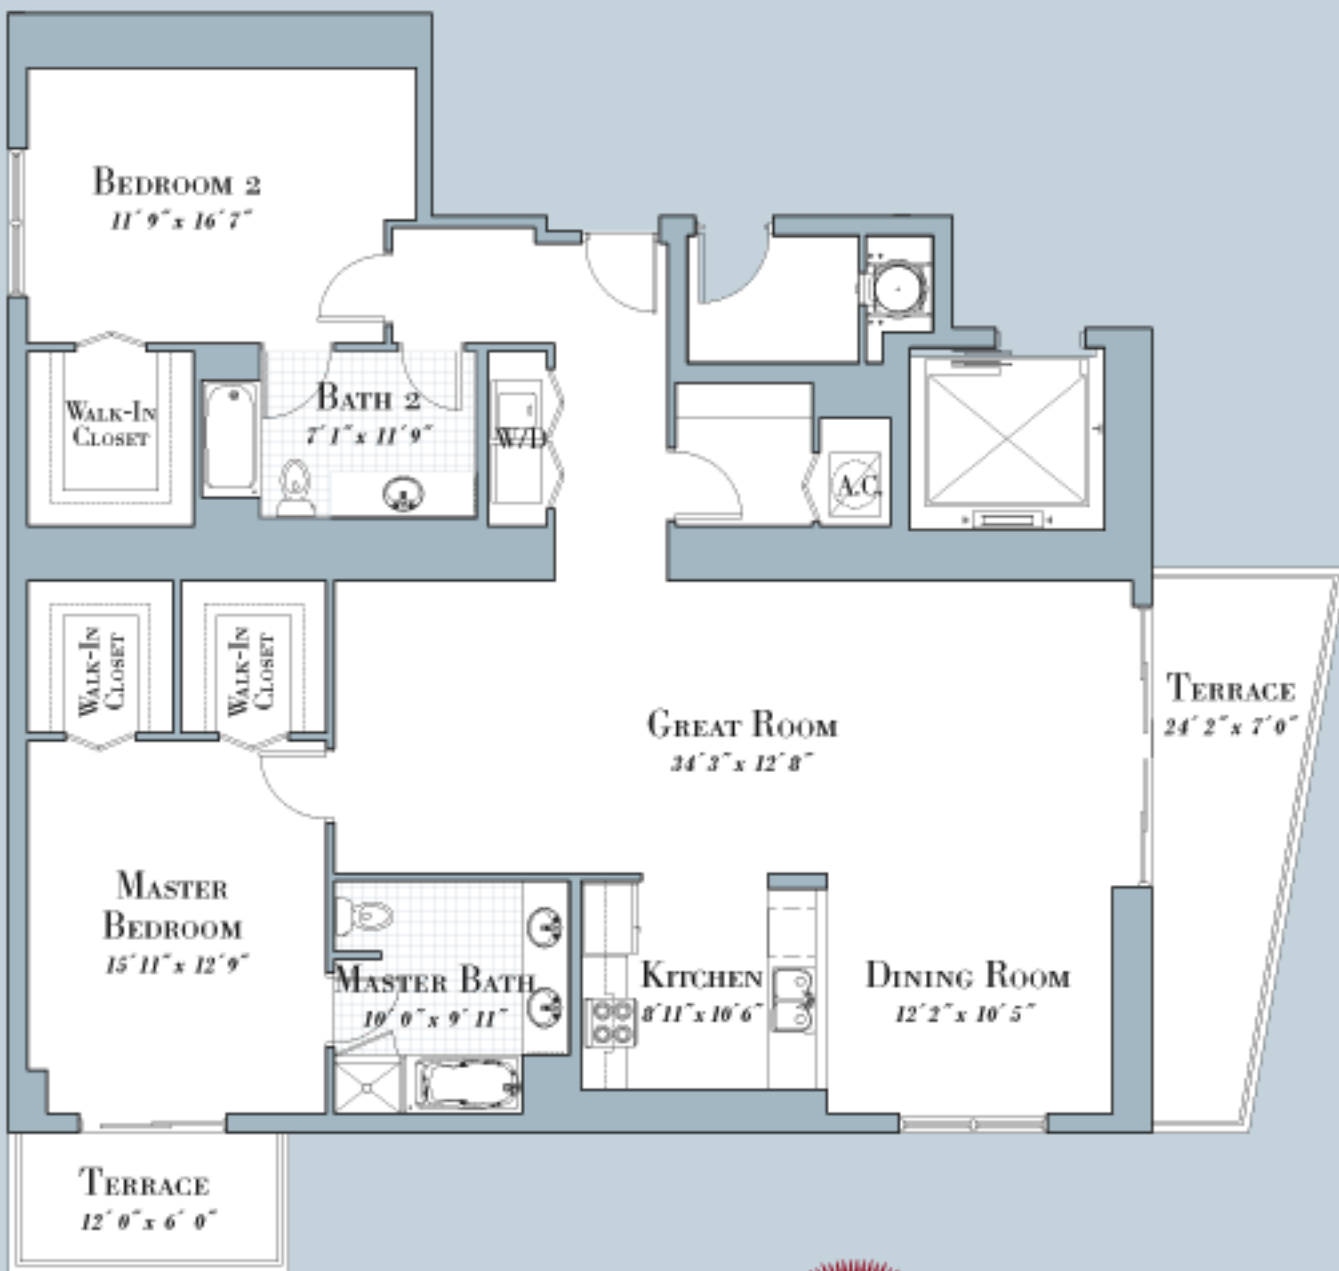 Bedroom 2
11´ 9˝ x 16´ 7˝
Walk-In
Closet
Bath 2
7´ 1˝ x 11´ 9˝
W/D
A.C.
Walk-In
Closet
Walk-In
Closet
Great Room
34´ 3˝ x 12´ 8˝
Terrace
24´ 2˝ x 7´ 0˝
Master
Bedroom
15´ 11˝ x 12´ 9˝
Master Bath
10´ 0˝ x 9´ 11˝
Kitchen
8´ 11˝ x 10´ 6˝
Dining Room
12´ 2˝ x 10´ 5˝
Terrace
12´ 0˝ x 6´ 0˝